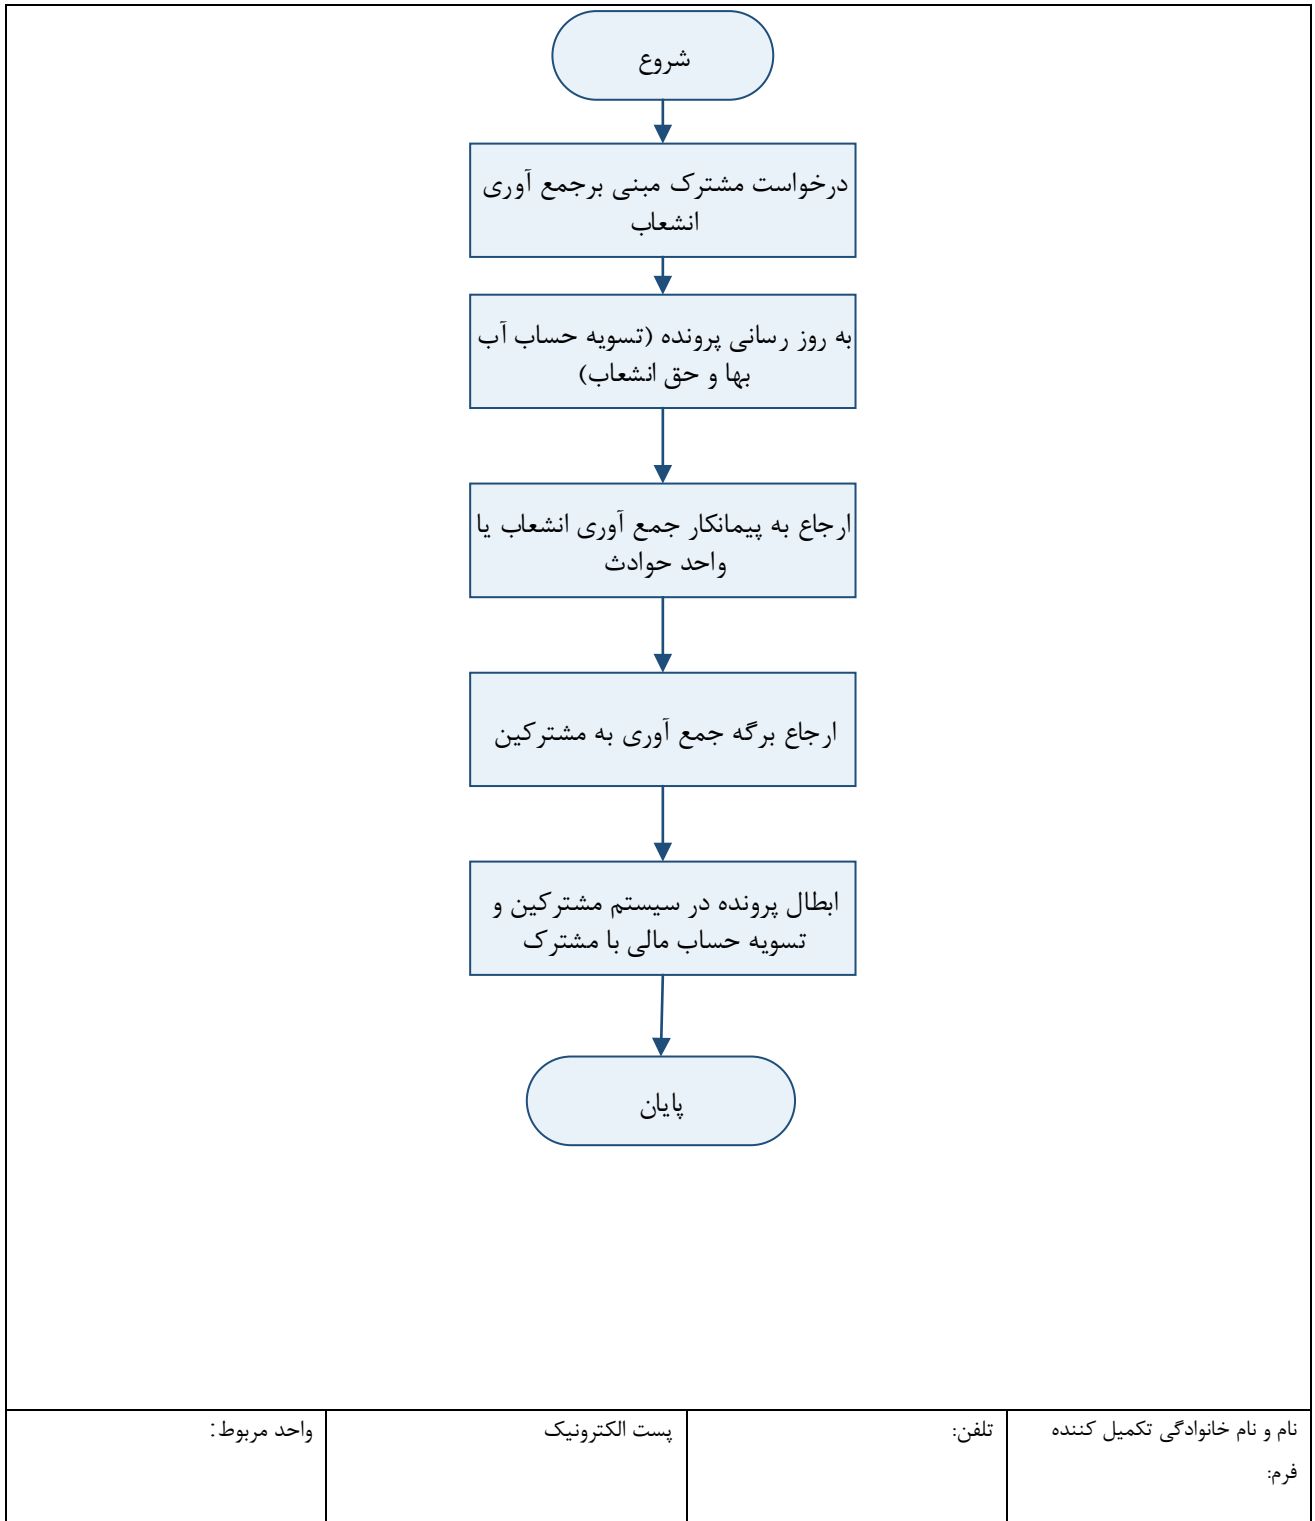 شروع
درخواست مشترک مبنی برجمع آوری
انشعاب
به روز رسانی پرونده (تسویه حساب آب
بها و حق انشعاب)
ارجاع به پیمانکار جمع آوری انشعاب یا
واحد حوادث
ارجاع برگه جمع آوری به مشترکین
ابطال پرونده در سیستم مشترکین و
تسویه حساب مالی با مشترک
پایان
نام و نام خانوادگی تکمیل کننده
فرم:
تلفن:
پست الکترونیک
واحد مربوط: